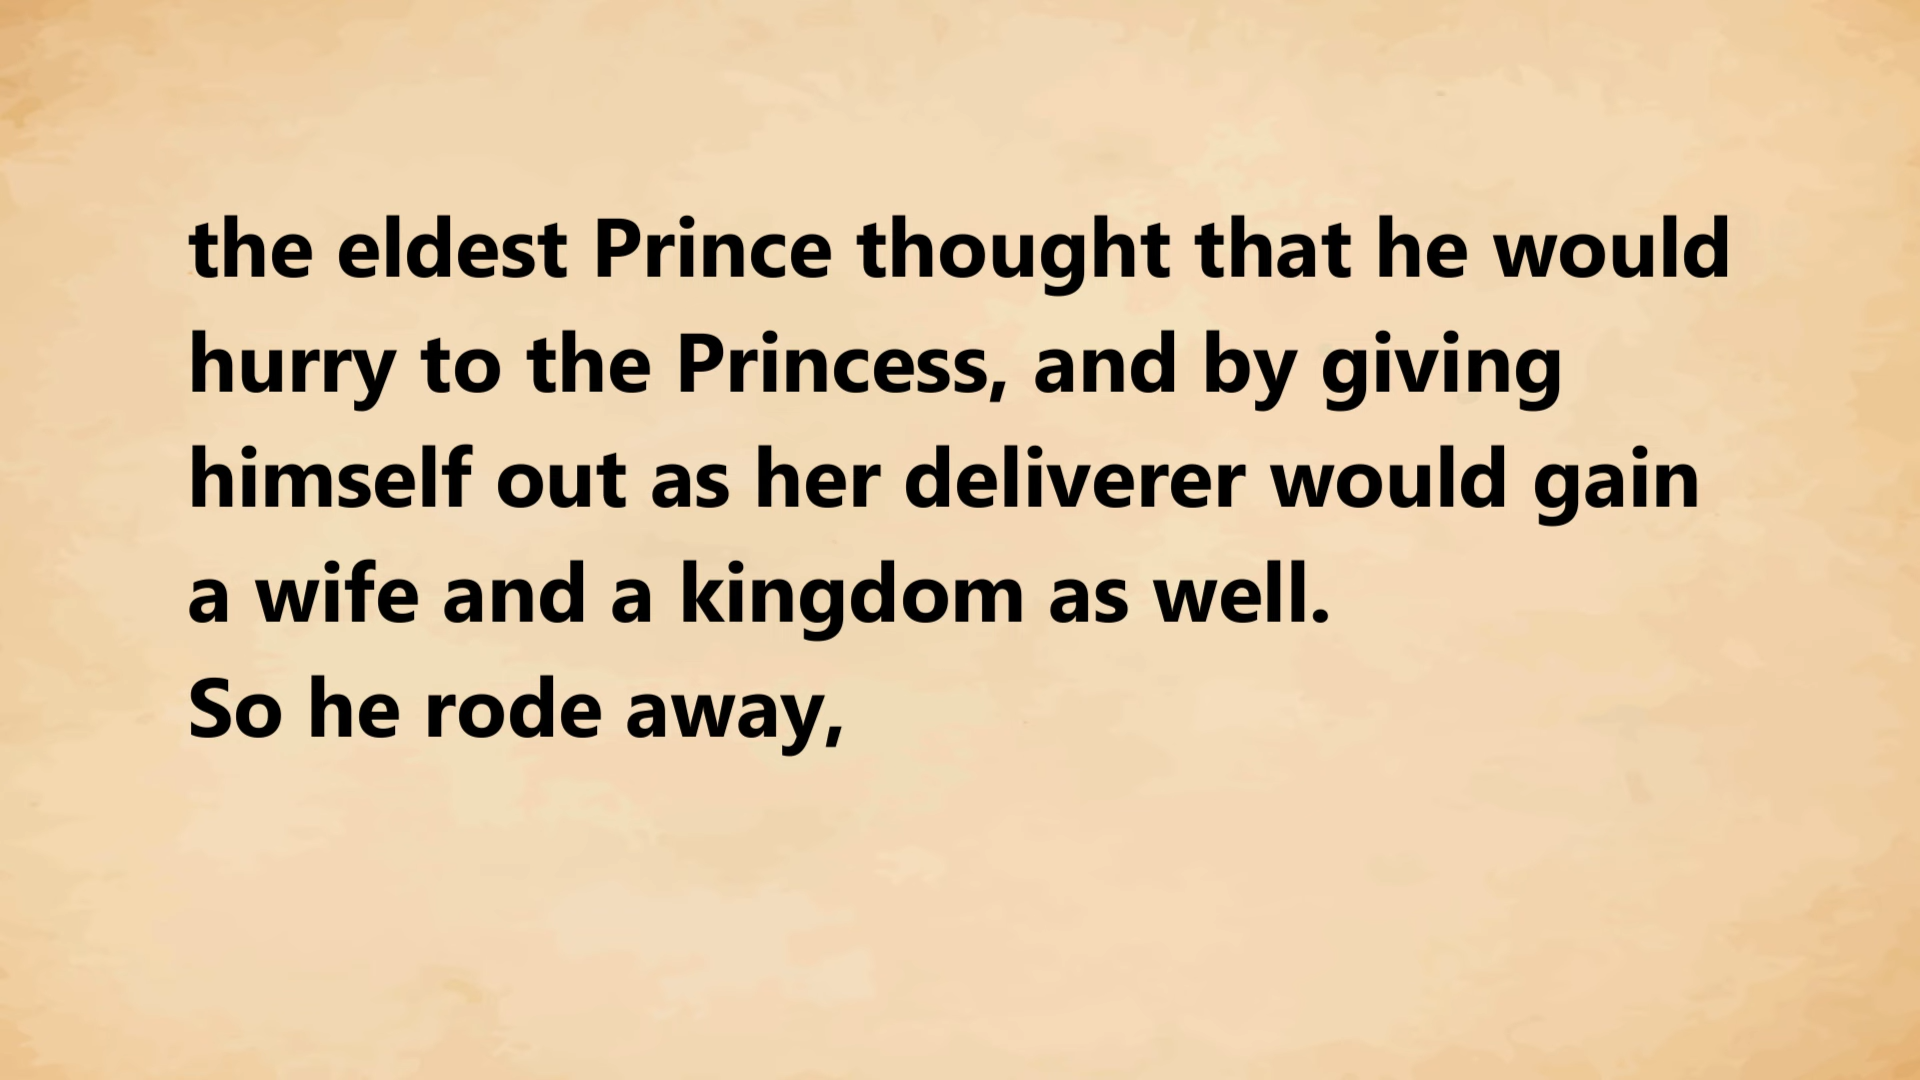 the eldest Prince thought that he would
hurry to the Princess, and by giving
himself out as her deliverer would gain
a wife and a kingdom as well.
So he rode away,